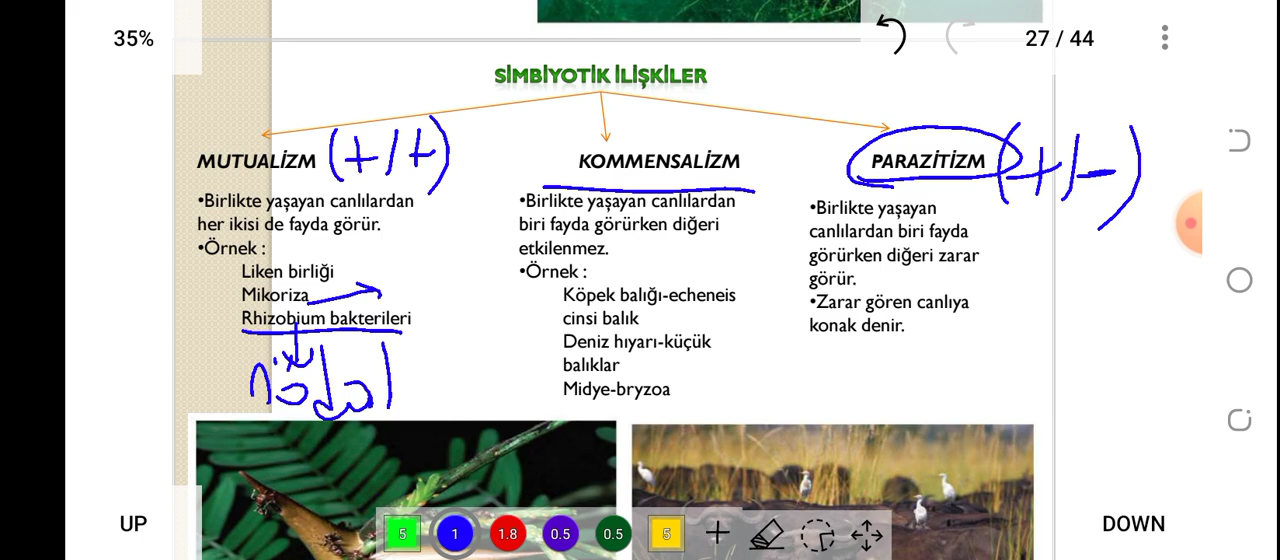 35%
27 / 44
SİMBİYOTİK İLİŞKİLER
MUTUALİZM (+/+)
•Birlikte yaşayan canlılardan
her ikisi de fayda görür.
•Örnek :
Liken birliği
Mikoriza
Rhizobium bakterileri
nodül
KOMMENSALİZM
•Birlikte yaşayan canlılardan
biri fayda görürken diğeri
etkilenmez.
•Örnek :
Köpek balığı-echeneis
cinsi balık
Deniz hıyarı-küçük
balıklar
Midye-bryzoa
PARAZİTİZM (+/-)
•Birlikte yaşayan
canlılardan biri fayda
görürken diğeri zarar
görür.
•Zarar gören canlıya
konak denir.
UP
5 1 1.8 0.5 0.5 5
DOWN